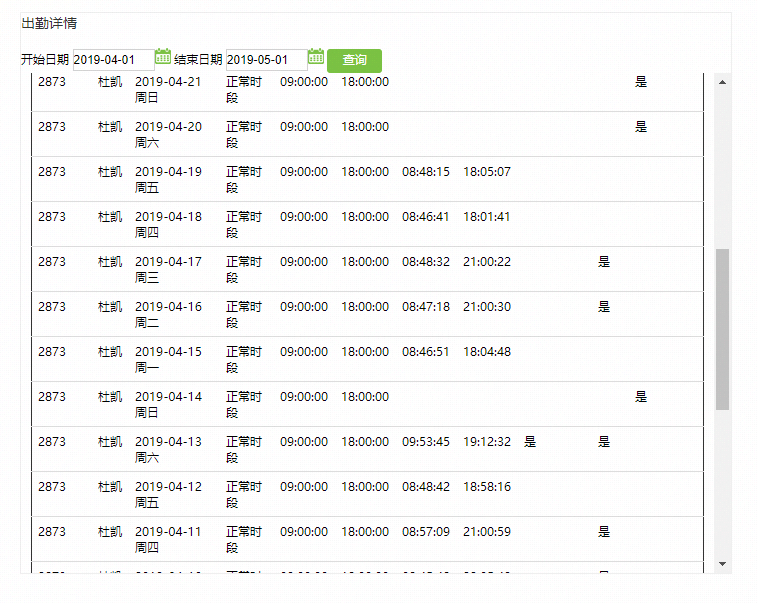 出勤详情
开始日期 2019-04-01 结束日期 2019-05-01 查询
2873 杜凯 2019-04-21 正常时 09:00:00 18:00:00 是
周日 段
2873 杜凯 2019-04-20 正常时 09:00:00 18:00:00 是
周六 段
2873 杜凯 2019-04-19 正常时 09:00:00 18:00:00 08:48:15 18:05:07
周五 段
2873 杜凯 2019-04-18 正常时 09:00:00 18:00:00 08:46:41 18:01:41
周四 段
2873 杜凯 2019-04-17 正常时 09:00:00 18:00:00 08:48:32 21:00:22 是
周三 段
2873 杜凯 2019-04-16 正常时 09:00:00 18:00:00 08:47:18 21:00:30 是
周二 段
2873 杜凯 2019-04-15 正常时 09:00:00 18:00:00 08:46:51 18:04:48
周一 段
2873 杜凯 2019-04-14 正常时 09:00:00 18:00:00 是
周日 段
2873 杜凯 2019-04-13 正常时 09:00:00 18:00:00 09:53:45 19:12:32 是 是
周六 段
2873 杜凯 2019-04-12 正常时 09:00:00 18:00:00 08:48:42 18:58:16
周五 段
2873 杜凯 2019-04-11 正常时 09:00:00 18:00:00 08:57:09 21:00:59 是
周四 段